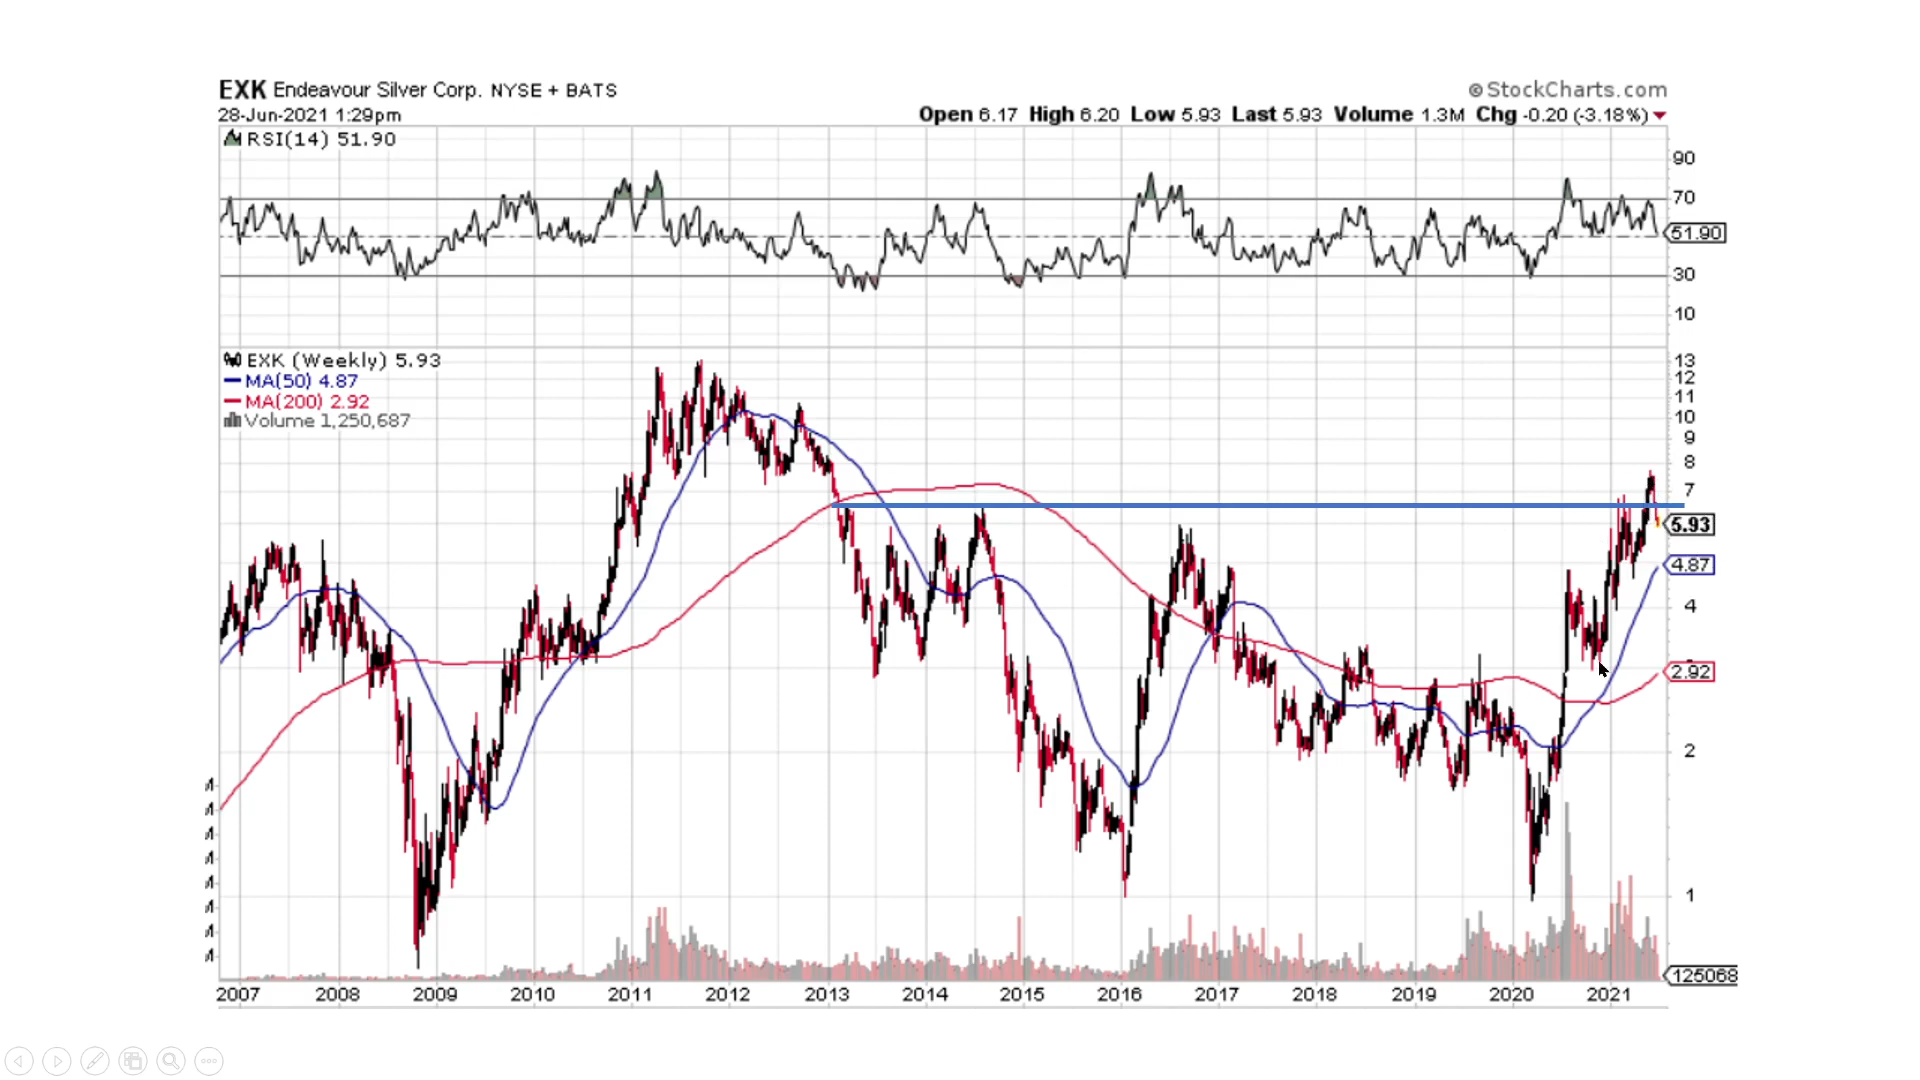 EXK Endeavour Silver Corp. NYSE + BATS
© StockCharts.com
28-Jun-2021 1:29pm
Open 6.17 High 6.20 Low 5.93 Last 5.93 Volume 1.3M Chg -0.20 (-3.18%)
RSI(14) 51.90
90
70
51.90
30
10
EXK (Weekly) 5.93
MA(50) 4.87
MA(200) 2.92
Volume 1,250,687
13
12
11
10
9
8
7
5.93
4.87
4
2.92
2
1
125068
2007 2008 2009 2010 2011 2012 2013 2014 2015 2016 2017 2018 2019 2020 2021